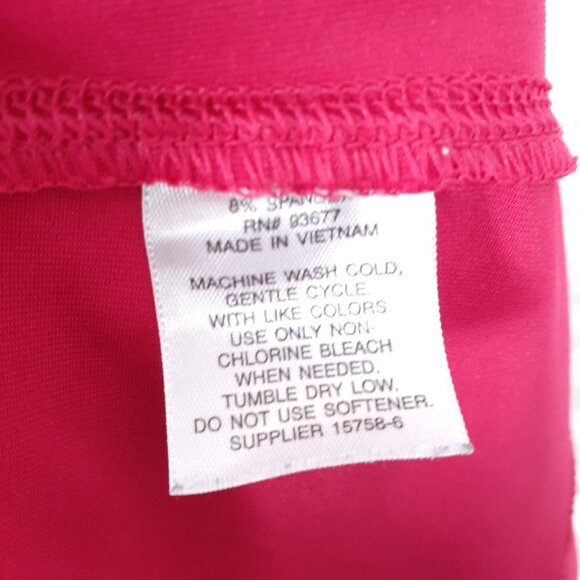 8% SPANDEX
RN# 93677
MADE IN VIETNAM
MACHINE WASH COLD,
GENTLE CYCLE.
WITH LIKE COLORS.
USE ONLY NON-
CHLORINE BLEACH
WHEN NEEDED.
TUMBLE DRY LOW.
DO NOT USE SOFTENER.
SUPPLIER 15758-6